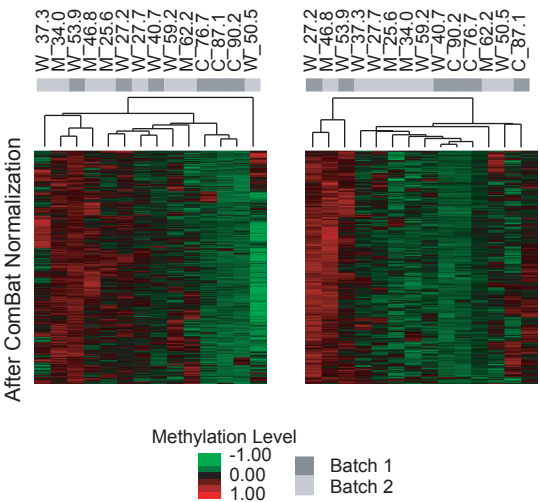 W_37.3
W_34.0
W_53.9
M_46.8
M_25.6
W_27.2
W_27.7
W_40.7
W_59.2
M_62.2
C_76.7
C_87.1
C_90.2
W_50.5
W_27.2
M_46.8
W_53.9
W_37.3
W_27.7
M_25.6
M_34.0
W_59.2
W_40.7
C_90.2
C_76.7
M_62.2
W_50.5
C_87.1
After ComBat Normalization
Methylation Level
-1.00
0.00
1.00
Batch 1
Batch 2